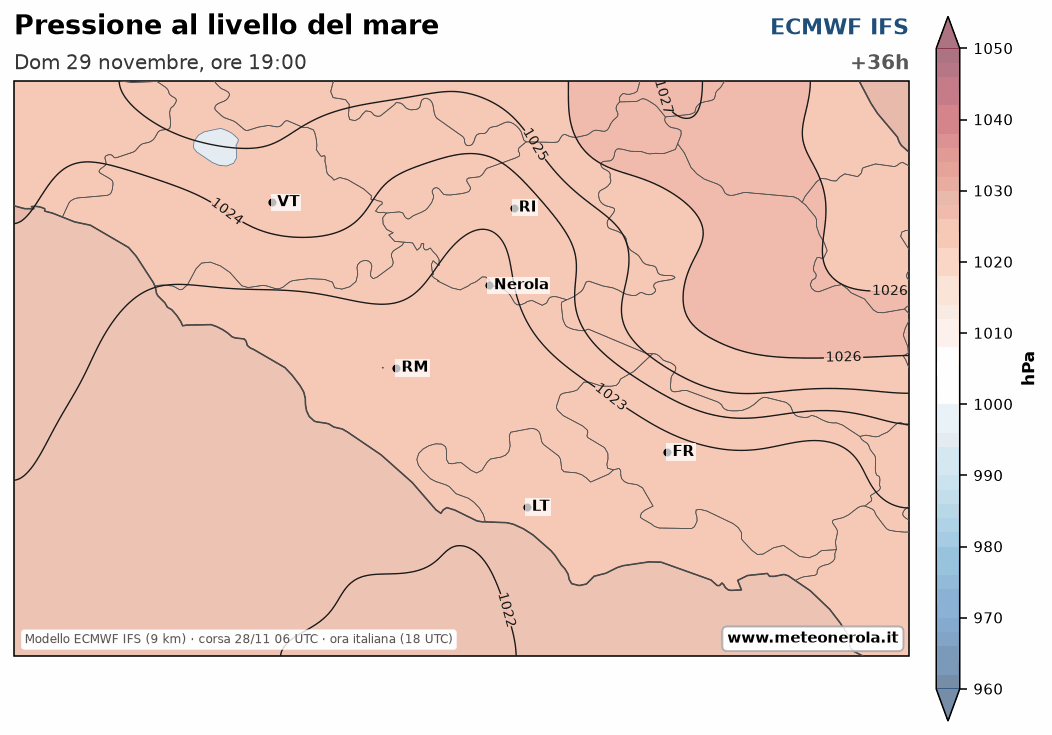 Pressione al livello del mare
ECMWF IFS
Dom 29 novembre, ore 19:00
+36h
1027
1025
VT
1024
RI
Nerola
1026
1026
RM
1023
FR
LT
1022
Modello ECMWF IFS (9 km) · corsa 28/11 06 UTC · ora italiana (18 UTC)
www.meteonerola.it
1050
1040
1030
1020
1010
1000
990
980
970
960
hPa